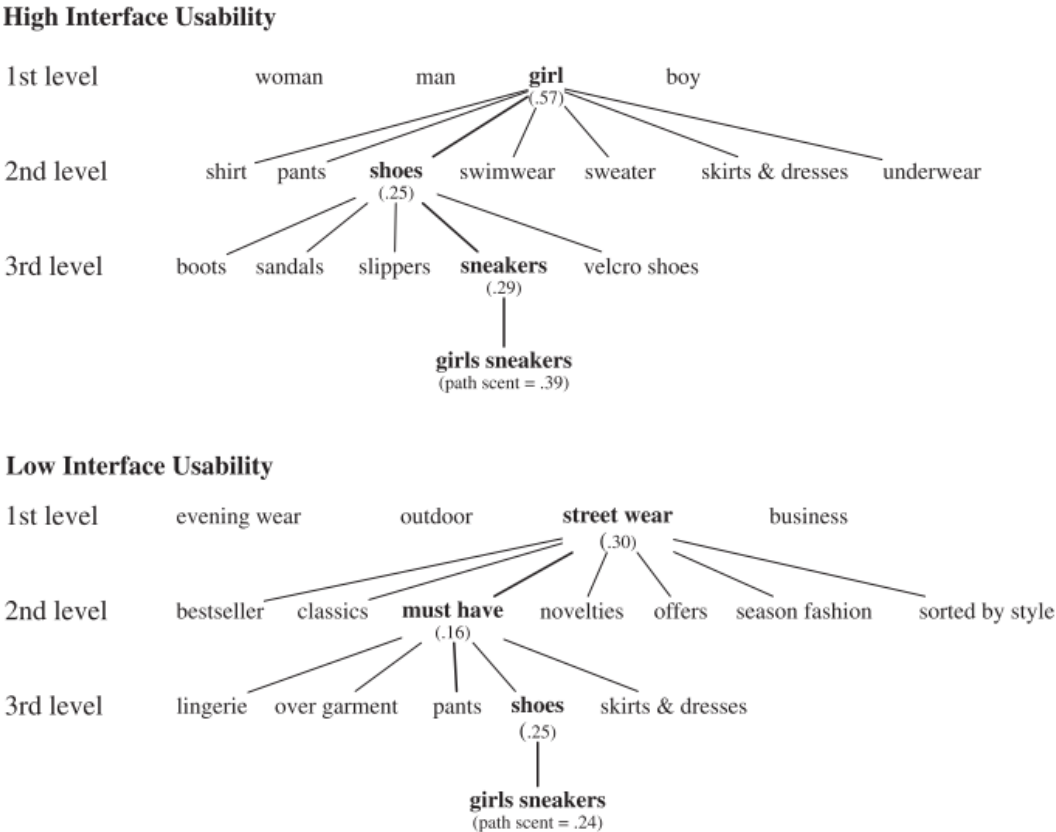 High Interface Usability
1st level woman man girl boy
(.57)
2nd level shirt pants shoes swimwear sweater skirts & dresses underwear
(.25)
3rd level boots sandals slippers sneakers velcro shoes
(.29)
girls sneakers
(path scent = .39)
Low Interface Usability
1st level evening wear outdoor street wear business
(.30)
2nd level bestseller classics must have novelties offers season fashion sorted by style
(.16)
3rd level lingerie over garment pants shoes skirts & dresses
(.25)
girls sneakers
(path scent = .24)